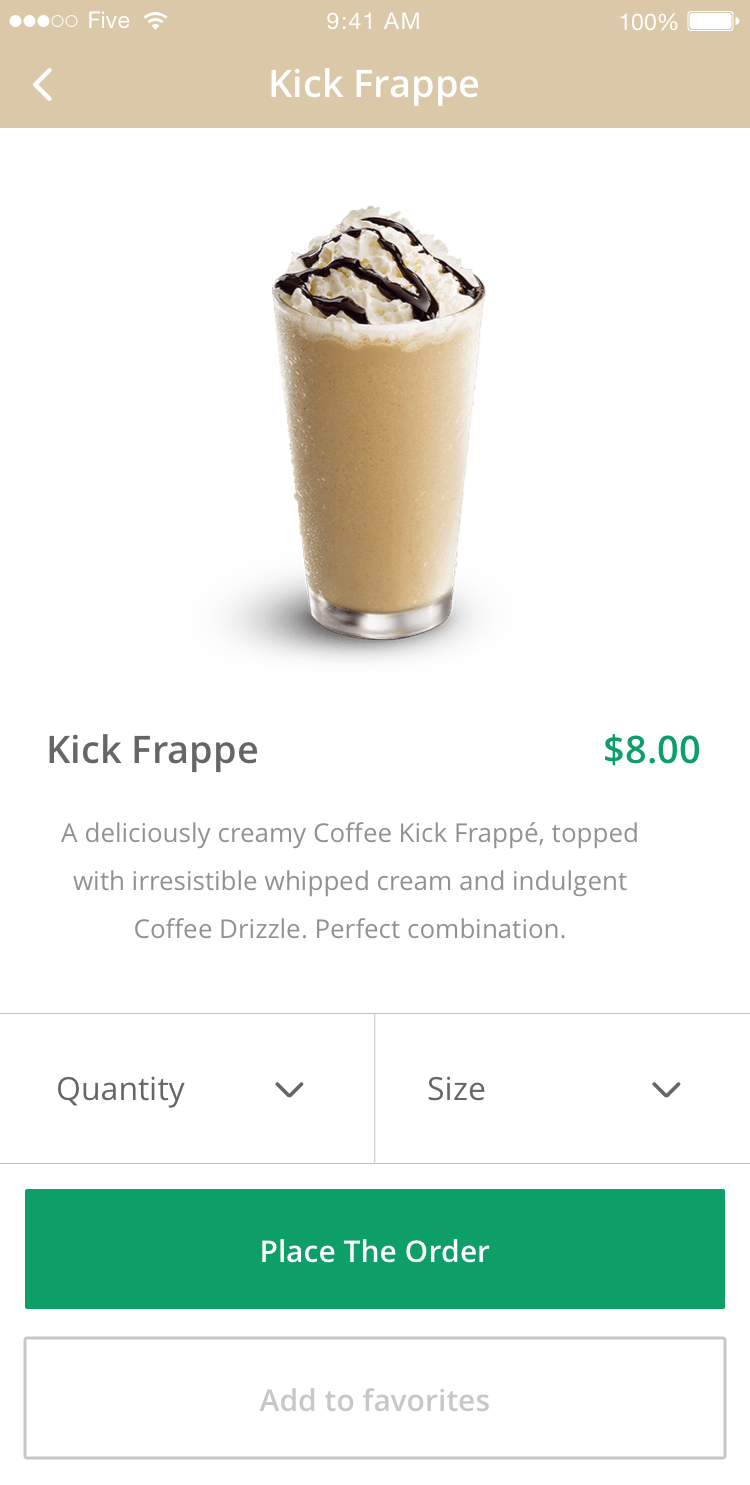 Five 9:41 AM 100%
Kick Frappe
Kick Frappe $8.00
A deliciously creamy Coffee Kick Frappé, topped
with irresistible whipped cream and indulgent
Coffee Drizzle. Perfect combination.
Quantity Size
Place The Order
Add to favorites